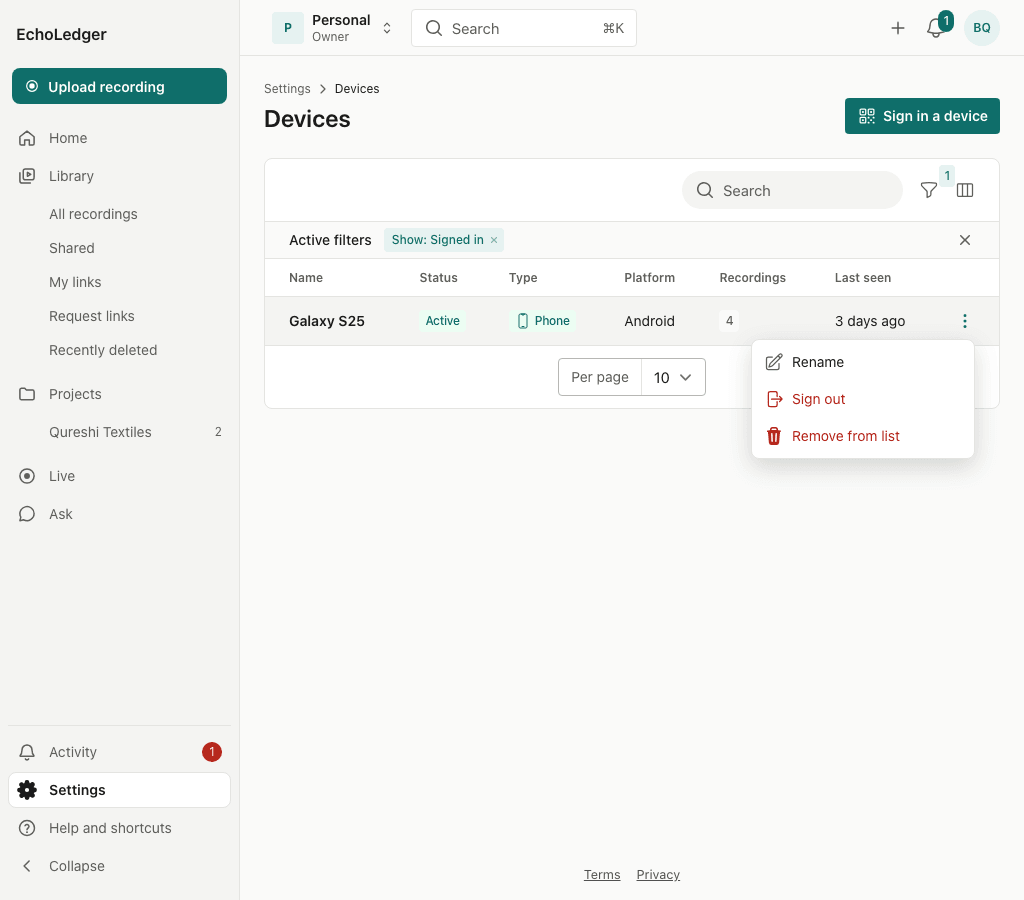 EchoLedger
Upload recording
Home
Library
All recordings
Shared
My links
Request links
Recently deleted
Projects
Qureshi Textiles 2
Live
Ask
Activity 1
Settings
Help and shortcuts
Collapse
P Personal
Owner
Search ⌘K
1
BQ
Settings > Devices
Devices
Sign in a device
Search
1
Active filters Show: Signed in ×
Name Status Type Platform Recordings Last seen
Galaxy S25 Active Phone Android 4 3 days ago
Per page 10
Rename
Sign out
Remove from list
Terms Privacy